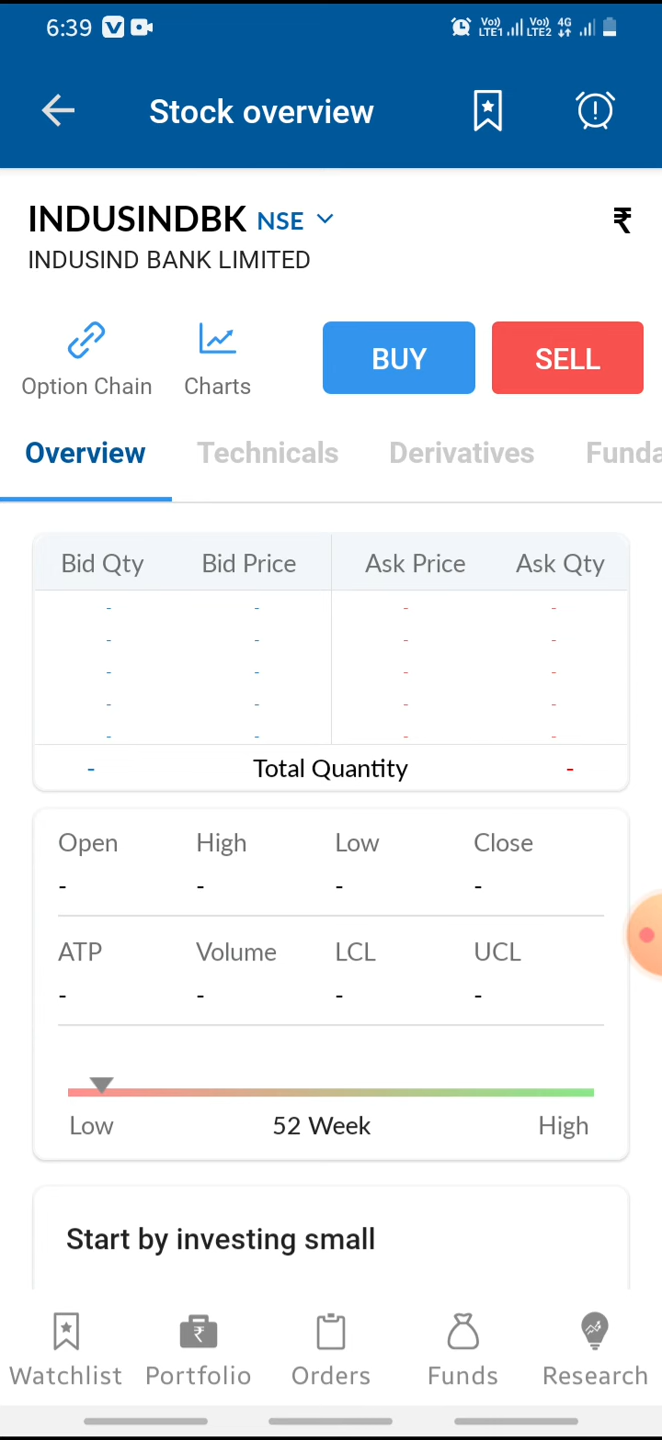 6:39 Vo) LTE1 Vo) LTE2 4G
Stock overview
INDUSINDBK NSE ₹
INDUSIND BANK LIMITED
Option Chain Charts BUY SELL
Overview Technicals Derivatives Funda
Bid Qty Bid Price Ask Price Ask Qty
- - - -
- - - -
- - - -
- - - -
- - - -
- Total Quantity -
Open High Low Close
- - - -
ATP Volume LCL UCL
- - - -
Low 52 Week High
Start by investing small
Watchlist Portfolio Orders Funds Research